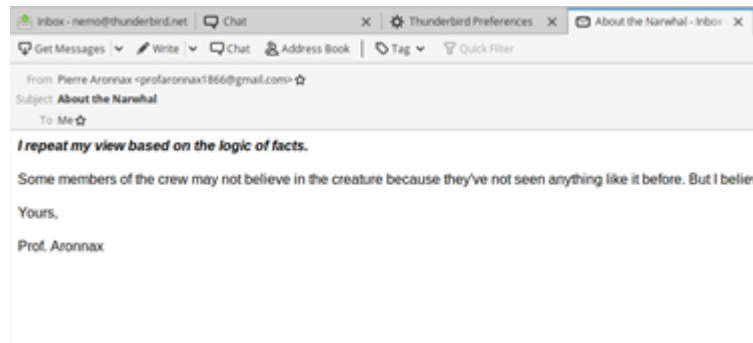 Inbox - nemo@thunderbird.net Chat Thunderbird Preferences About the Narwhal - Inbox
Get Messages Write Chat Address Book Tag Quick Filter
From Pierre Aronnax <profaronnax1866@gmail.com>
Subject About the Narwhal
To Me
I repeat my view based on the logic of facts.
Some members of the crew may not believe in the creature because they've not seen anything like it before. But I believ
Yours,
Prof. Aronnax